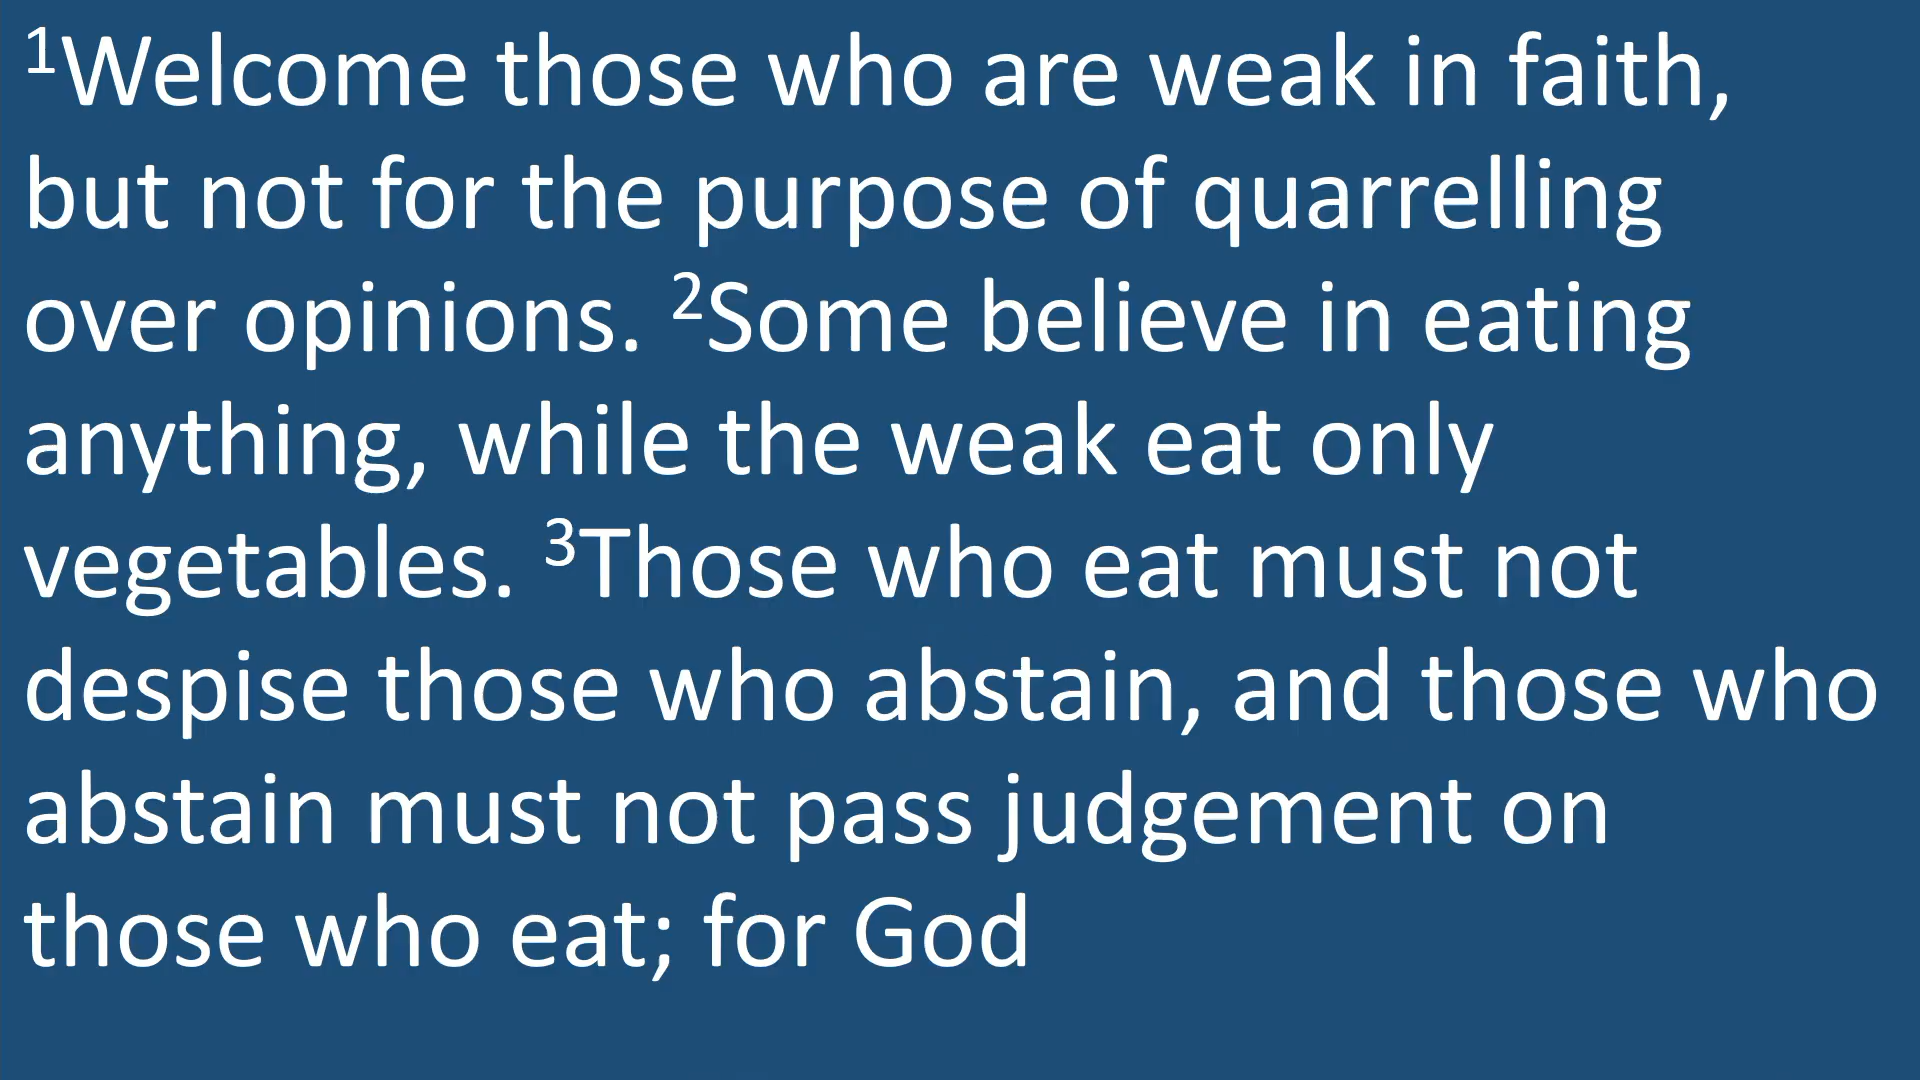 ¹Welcome those who are weak in faith,
but not for the purpose of quarrelling
over opinions. ²Some believe in eating
anything, while the weak eat only
vegetables. ³Those who eat must not
despise those who abstain, and those who
abstain must not pass judgement on
those who eat; for God